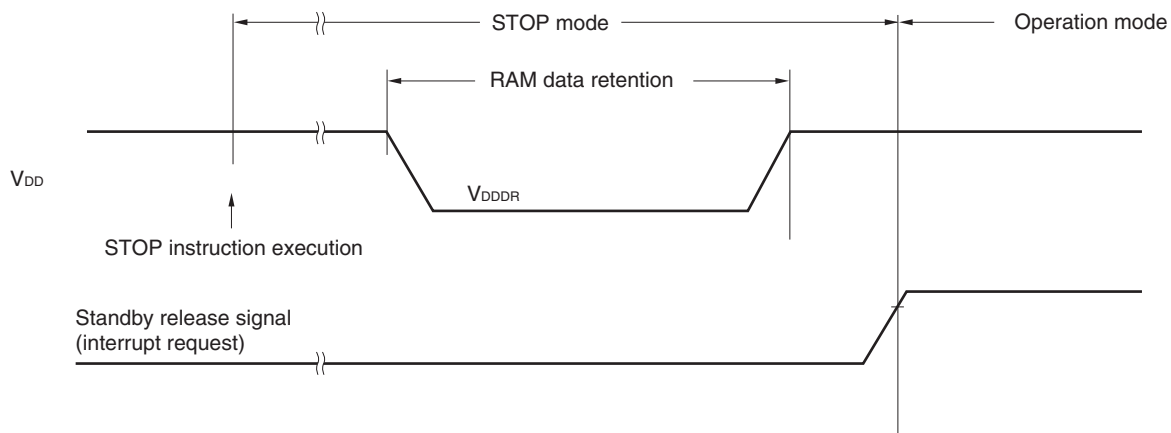 STOP mode
Operation mode
RAM data retention
VDD
VDDDR
STOP instruction execution
Standby release signal
(interrupt request)